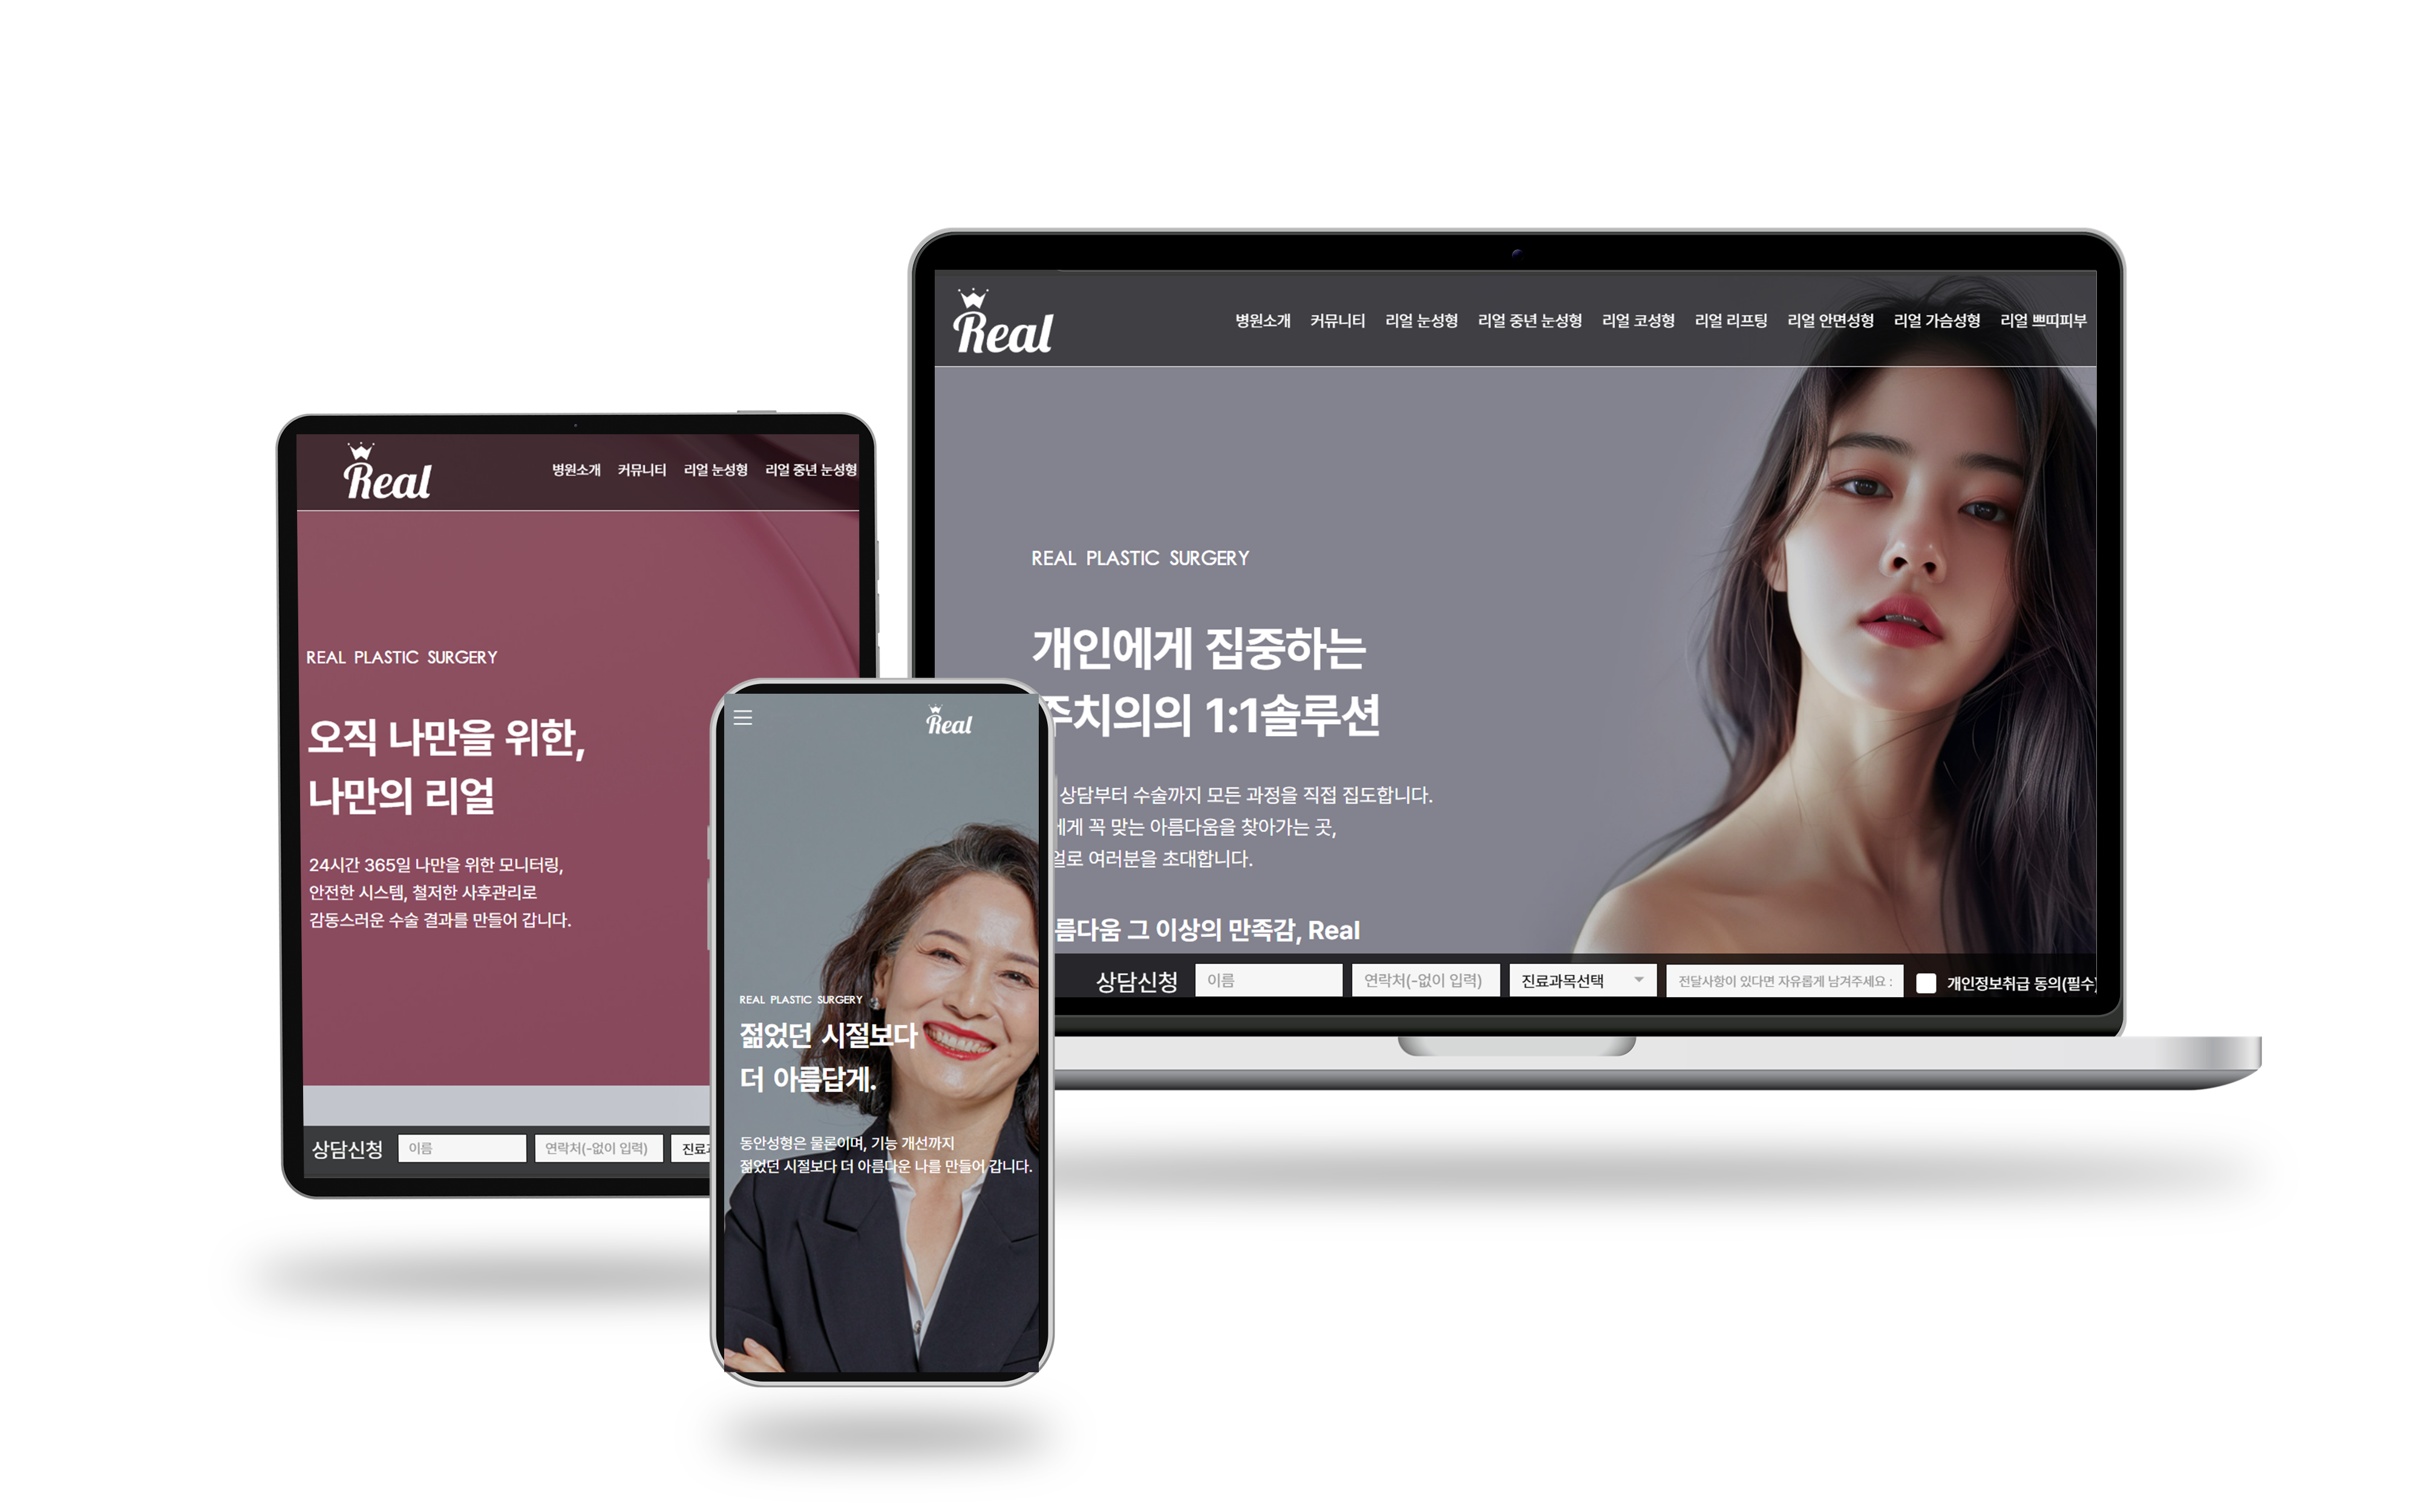 Real
병원소개 커뮤니티 리얼 눈성형 리얼 중년 눈성형 리얼 코성형 리얼 리프팅 리얼 안면성형 리얼 가슴성형 리얼 쁘띠피부
REAL PLASTIC SURGERY
개인에게 집중하는
주치의의 1:1솔루션
상담부터 수술까지 모든 과정을 직접 집도합니다.
꼭 맞는 아름다움을 찾아가는 곳,
여러분을 초대합니다.
그 이상의 만족감, Real
상담신청 이름 연락처(-없이 입력) 진료과목선택 전달사항이 있다면 자유롭게 남겨주세요 : 개인정보취급 동의(필수)
Real
병원소개 커뮤니티 리얼 눈성형 리얼 중년 눈성형
REAL PLASTIC SURGERY
오직 나만을 위한,
나만의 리얼
24시간 365일 나만을 위한 모니터링,
안전한 시스템, 철저한 사후관리로
감동스러운 수술 결과를 만들어 갑니다.
상담신청 이름 연락처(-없이 입력)
Real
REAL PLASTIC SURGERY
젊었던 시절보다
더 아름답게.
동안성형은 물론이며, 기능 개선까지
젊었던 시절보다 더 아름다운 나를 만들어 갑니다.